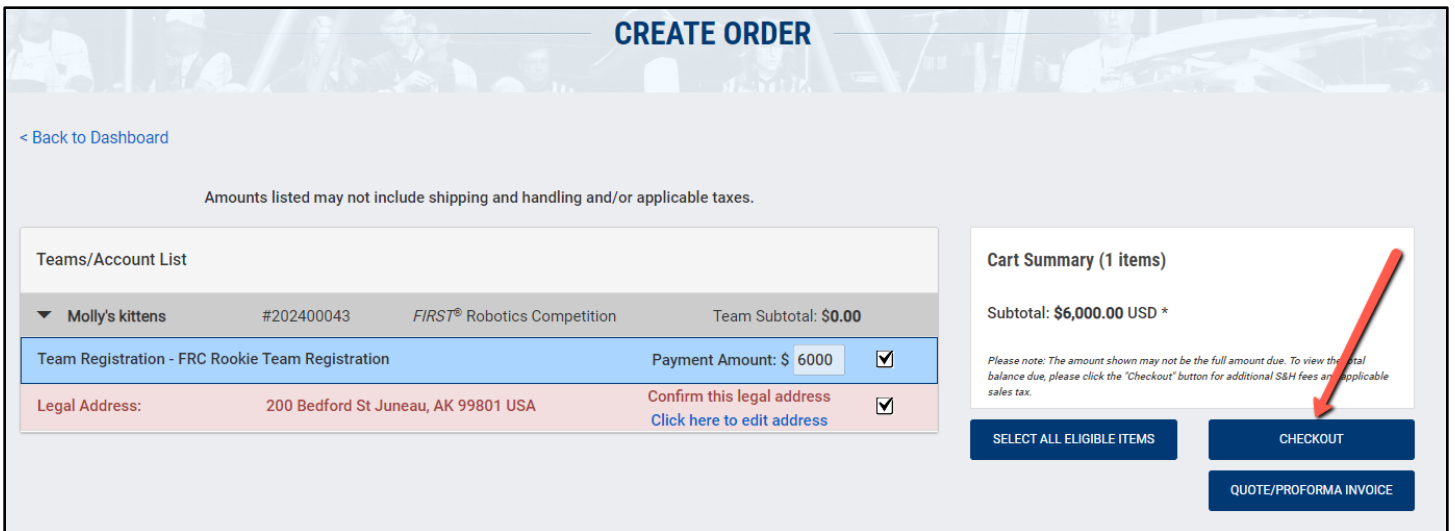 CREATE ORDER
< Back to Dashboard
Amounts listed may not include shipping and handling and/or applicable taxes.
Teams/Account List
Molly's kittens #202400043 FIRST® Robotics Competition Team Subtotal: $0.00
Team Registration - FRC Rookie Team Registration Payment Amount: $ 6000
Legal Address: 200 Bedford St Juneau, AK 99801 USA Confirm this legal address
Click here to edit address
Cart Summary (1 items)
Subtotal: $6,000.00 USD *
Please note: The amount shown may not be the full amount due. To view the total
balance due, please click the "Checkout" button for additional S&H fees and applicable
sales tax.
SELECT ALL ELIGIBLE ITEMS
CHECKOUT
QUOTE/PROFORMA INVOICE